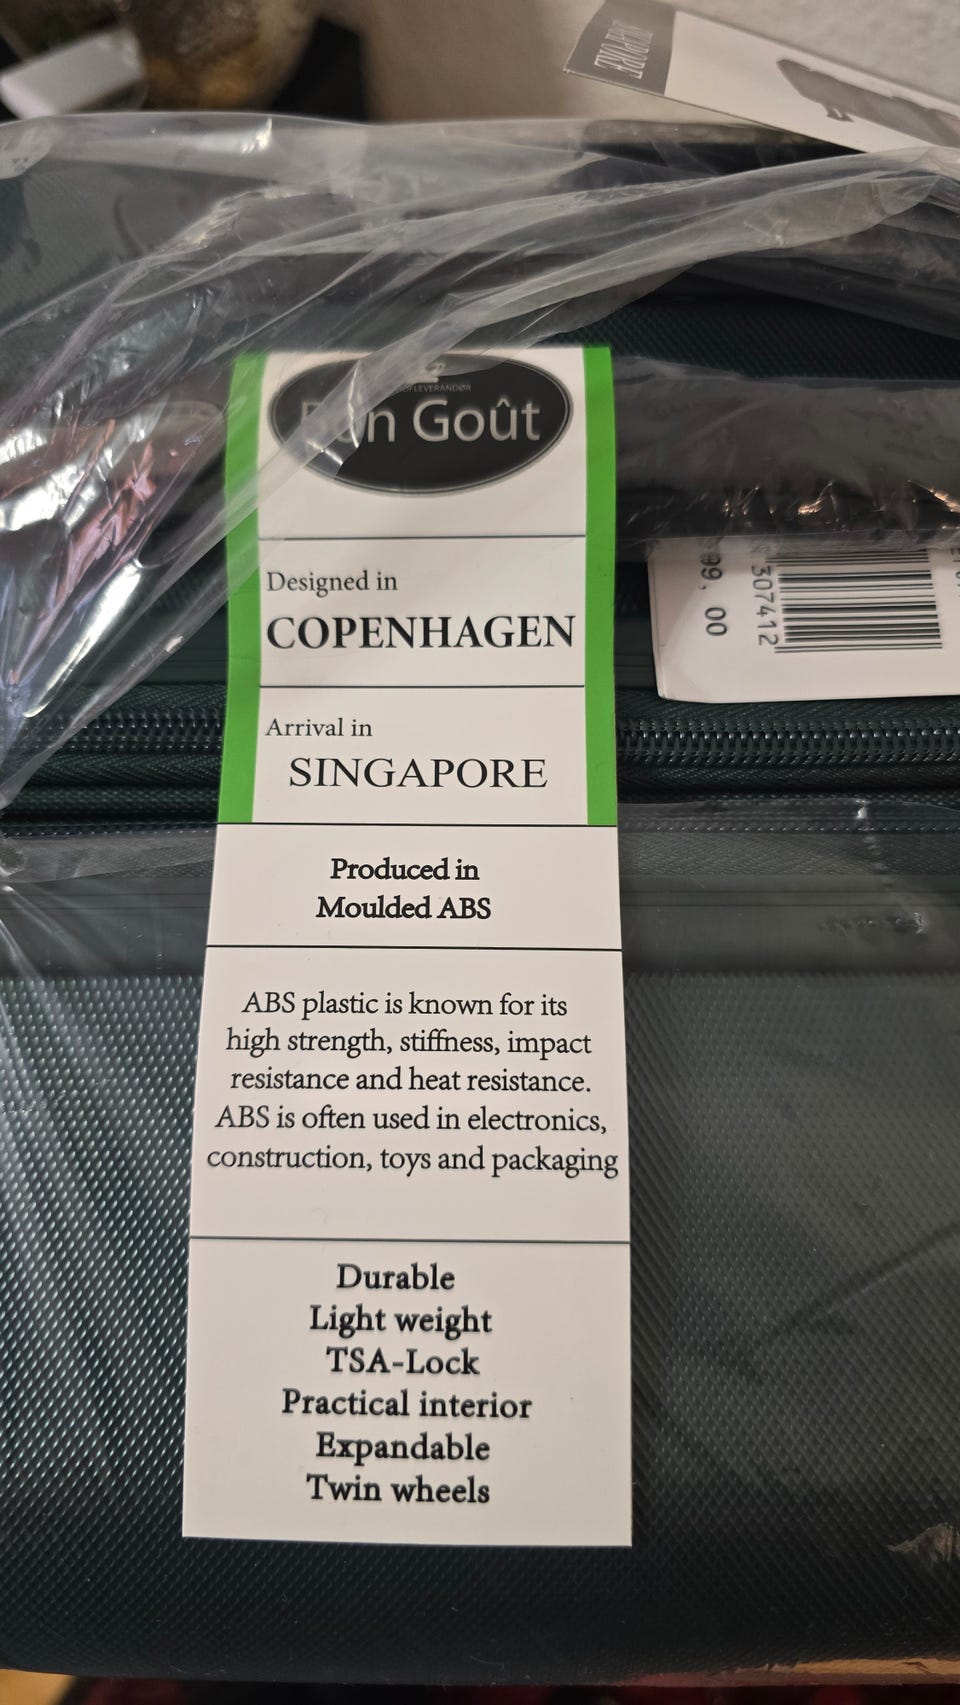 SINGAPORE
Goût
Designed in
COPENHAGEN
Arrival in
SINGAPORE
Produced in
Moulded ABS
ABS plastic is known for its
high strength, stiffness, impact
resistance and heat resistance.
ABS is often used in electronics,
construction, toys and packaging
Durable
Light weight
TSA-Lock
Practical interior
Expandable
Twin wheels
307412